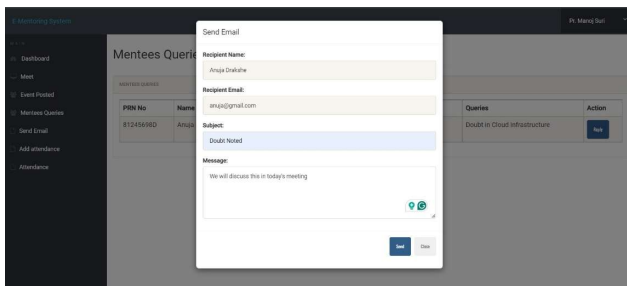 E-Mentoring System
Pr. Manoj Suri
Dashboard
Meet
Event Posted
Mentees Queries
Send Email
Add attendance
Attendance
Mentees Querie
MENTEES QUERIES
PRN No
Name
Queries
Action
Anuja
Doubt in Cloud Infrastructure
Send Email
Recipient Name:
Anuja Drakshe
Recipient Email:
anuja@gmail.com
Subject:
Doubt Noted
Message:
We will discuss this in today's meeting
Send
Close